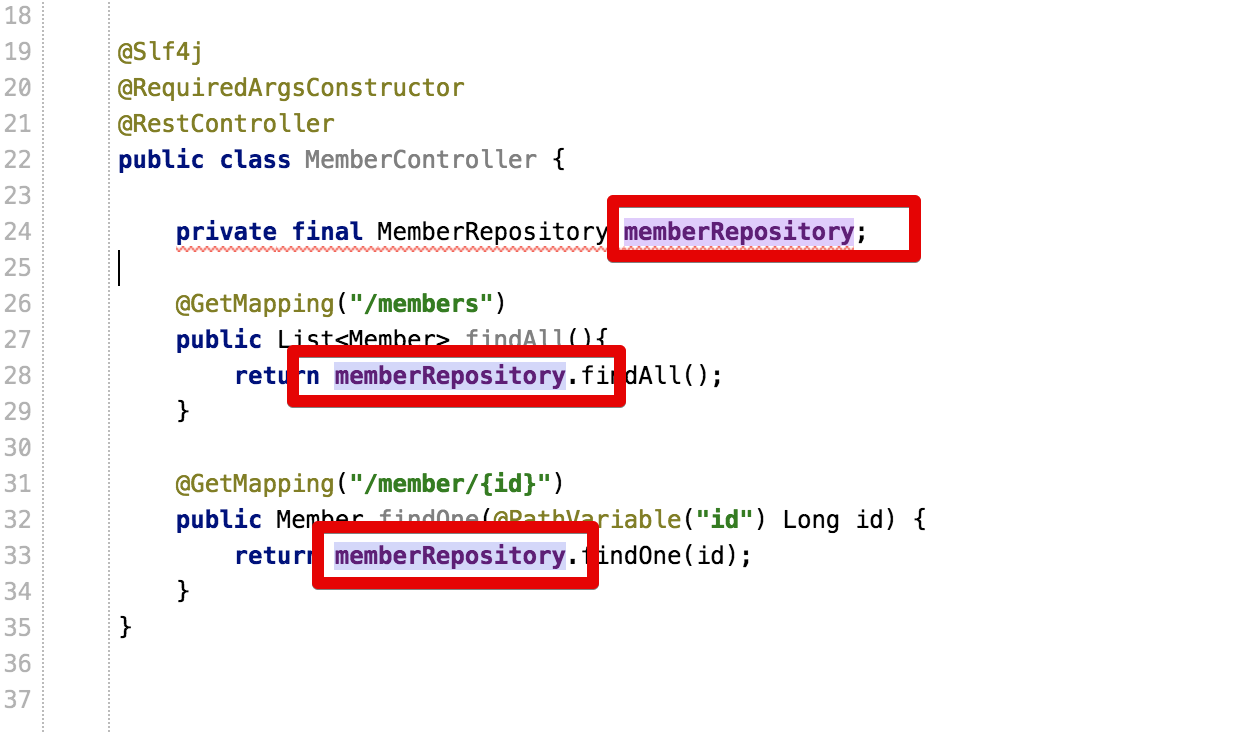 18
19 @Slf4j
20 @RequiredArgsConstructor
21 @RestController
22 public class MemberController {
23
24 private final MemberRepository memberRepository;
25
26 @GetMapping("/members")
27 public List<Member> findAll(){
28 return memberRepository.findAll();
29 }
30
31 @GetMapping("/member/{id}")
32 public Member findOne(@PathVariable("id") Long id) {
33 return memberRepository.findOne(id);
34 }
35 }
36
37